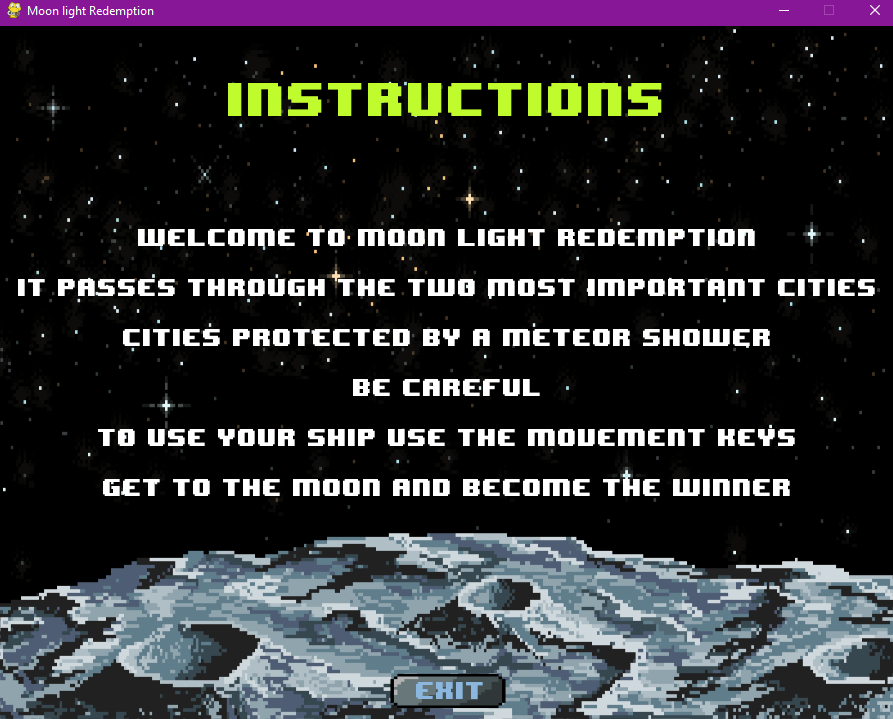 Moon light Redemption
INSTRUCTIONS
WELCOME TO MOON LIGHT REDEMPTION
IT PASSES THROUGH THE TWO MOST IMPORTANT CITIES
CITIES PROTECTED BY A METEOR SHOWER
BE CAREFUL
TO USE YOUR SHIP USE THE MOVEMENT KEYS
GET TO THE MOON AND BECOME THE WINNER
EXIT